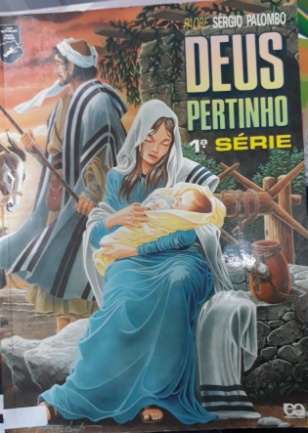 PADRE SÉRGIO PALOMBO
DEUS
PERTINHO
1ª SÉRIE